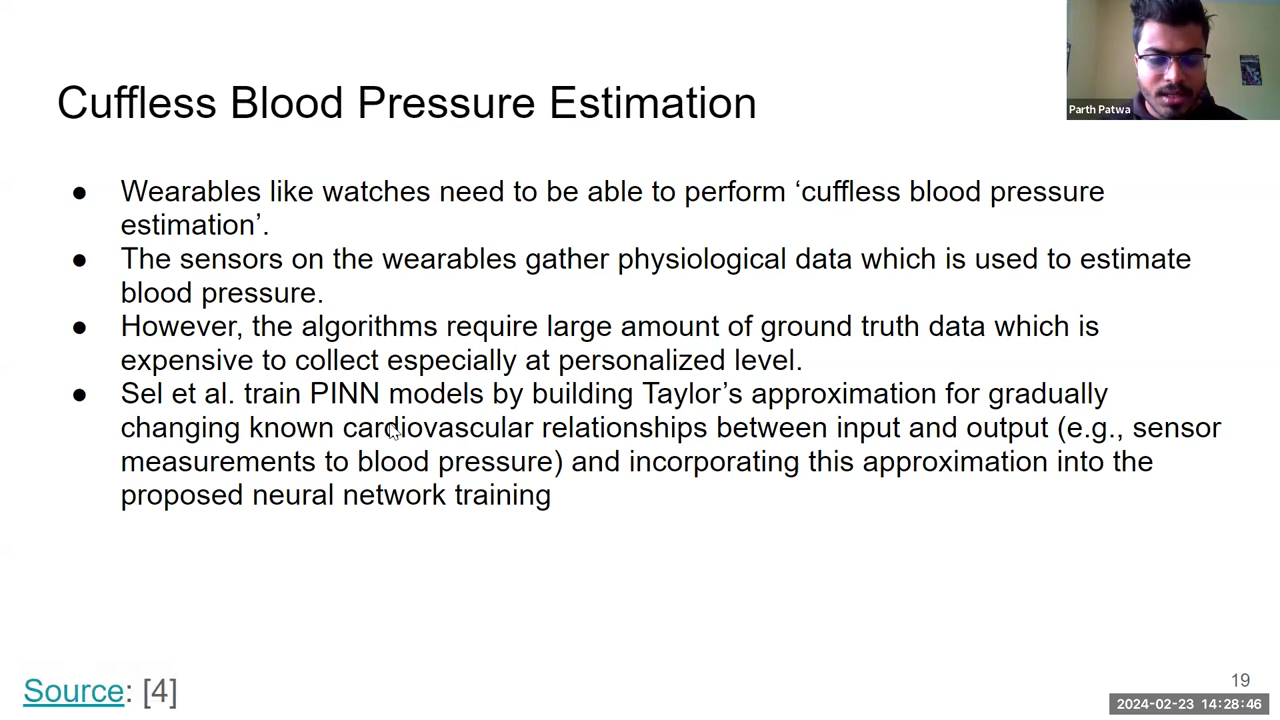 Cuffless Blood Pressure Estimation
Parth Patwa
● Wearables like watches need to be able to perform ‘cuffless blood pressure
estimation’.
● The sensors on the wearables gather physiological data which is used to estimate
blood pressure.
● However, the algorithms require large amount of ground truth data which is
expensive to collect especially at personalized level.
● Sel et al. train PINN models by building Taylor’s approximation for gradually
changing known cardiovascular relationships between input and output (e.g., sensor
measurements to blood pressure) and incorporating this approximation into the
proposed neural network training
Source: [4]
19
2024-02-23 14:28:46